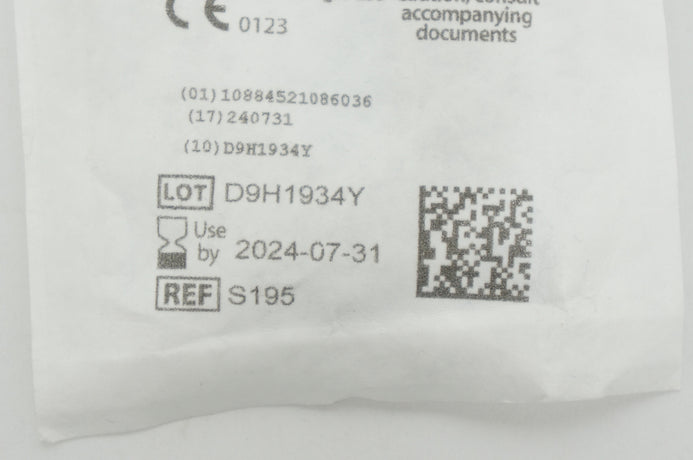 consult
accompanying
documents
CE 0123
(01)10884521086036
(17)240731
(10)D9H1934Y
LOT D9H1934Y
Use
by 2024-07-31
REF S195